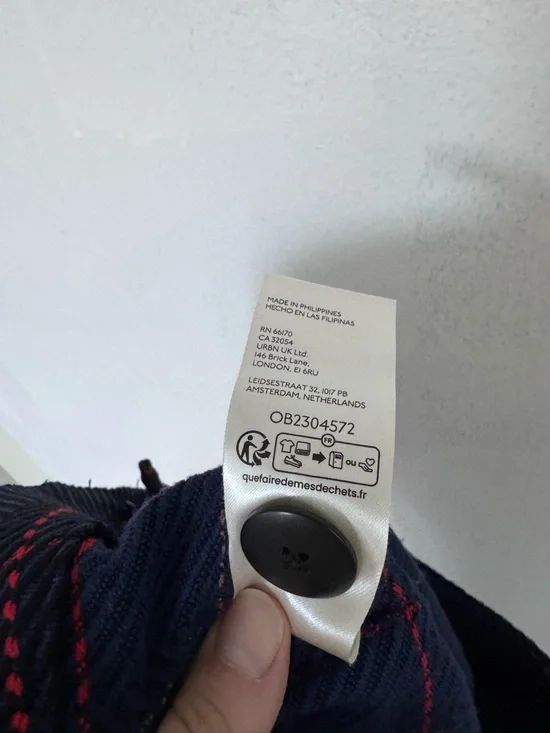 MADE IN PHILIPPINES
HECHO EN LAS FILIPINAS
RN 66170
CA 32054
URBN UK Ltd.
146 Brick Lane,
LONDON, E1 6RU
LEIDSESTRAAT 32, 1017 PB
AMSTERDAM, NETHERLANDS
OB2304572
FR
ou
quefairedemesdechets.fr